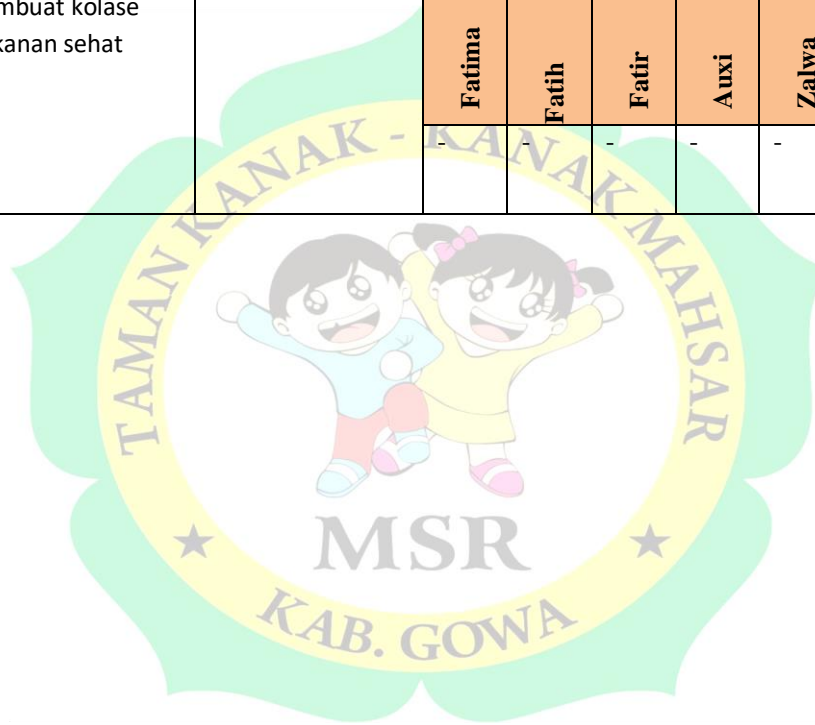 mbuat kolase
kanan sehat
Fatima
Fatih
Fatir
Auxi
Zalwa
- - - - -
TAMAN KANAK - KANAK MAHSAR
MSR
KAB. GOWA